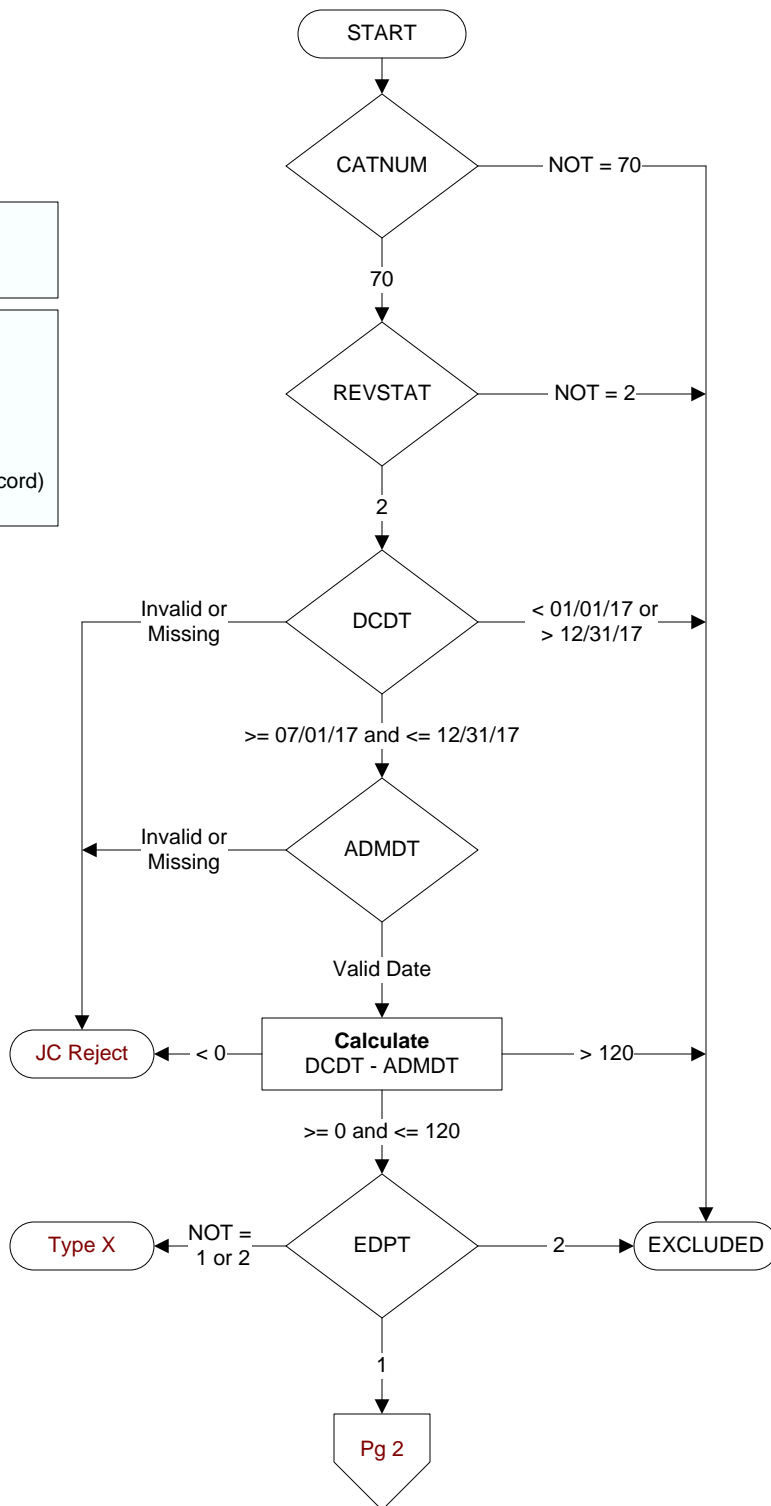 START
CATNUM
NOT = 70
70
REVSTAT
NOT = 2
cord)
2
Invalid or
Missing
DCDT
< 01/01/17 or
> 12/31/17
>= 07/01/17 and <= 12/31/17
Invalid or
Missing
ADMDT
Valid Date
JC Reject
< 0
Calculate
DCDT - ADMDT
> 120
>= 0 and <= 120
Type X
NOT =
1 or 2
EDPT
2
EXCLUDED
1
Pg 2